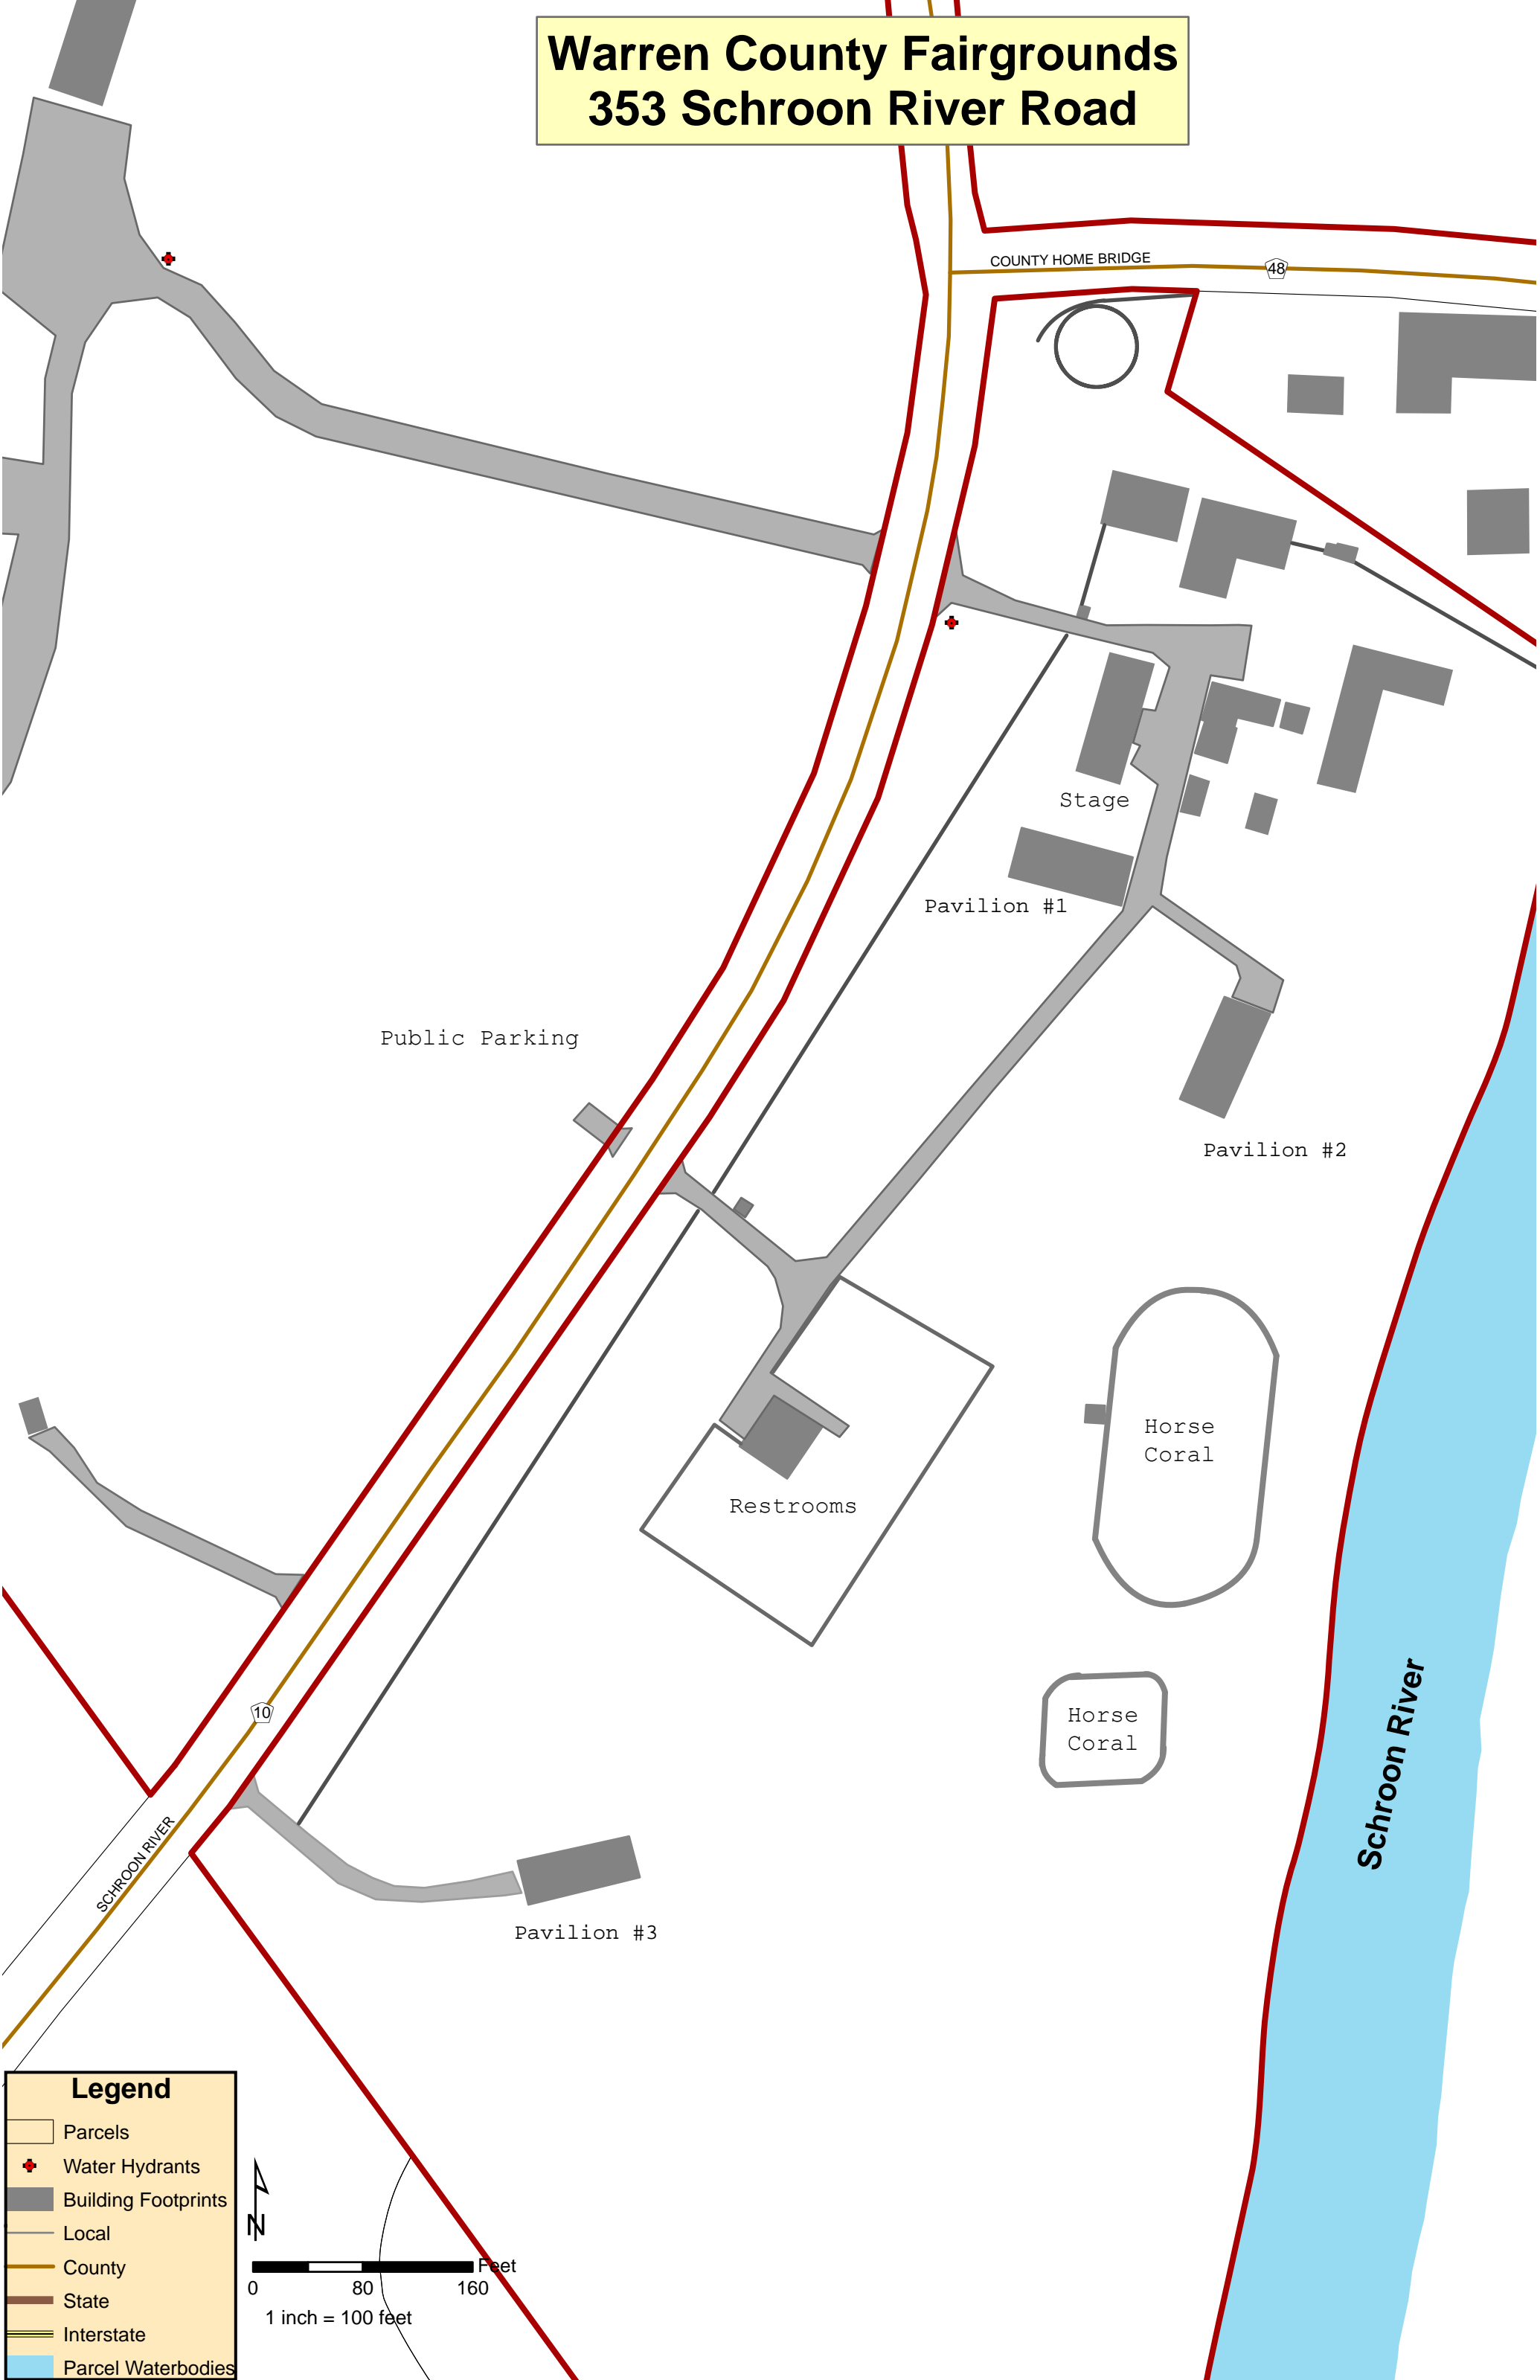 Warren County Fairgrounds
353 Schroon River Road
COUNTY HOME BRIDGE
48
Stage
Pavilion #1
Public Parking
Pavilion #2
Horse
Coral
Restrooms
Horse
Coral
Schroon River
10
SCHROON RIVER
Pavilion #3
Legend
Parcels
Water Hydrants
Building Footprints
Local
County
State
Interstate
Parcel Waterbodies
N
Feet
0 80 160
1 inch = 100 feet